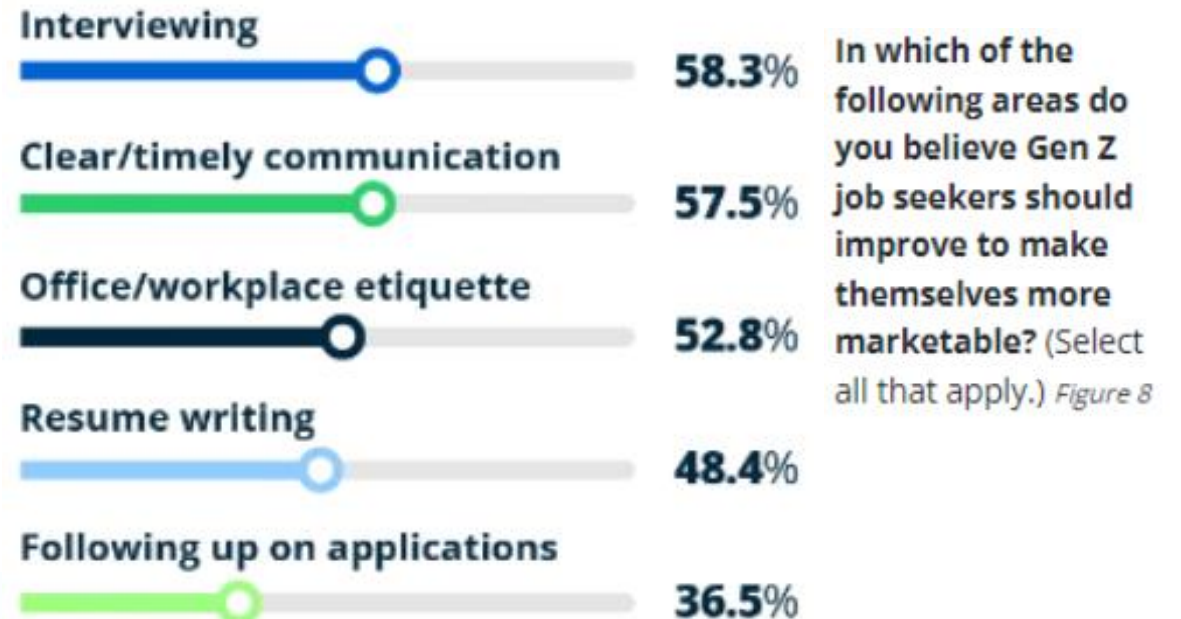 Interviewing
58.3%
Clear/timely communication
57.5%
Office/workplace etiquette
52.8%
Resume writing
48.4%
Following up on applications
36.5%
In which of the
following areas do
you believe Gen Z
job seekers should
improve to make
themselves more
marketable? (Select
all that apply.) Figure 8